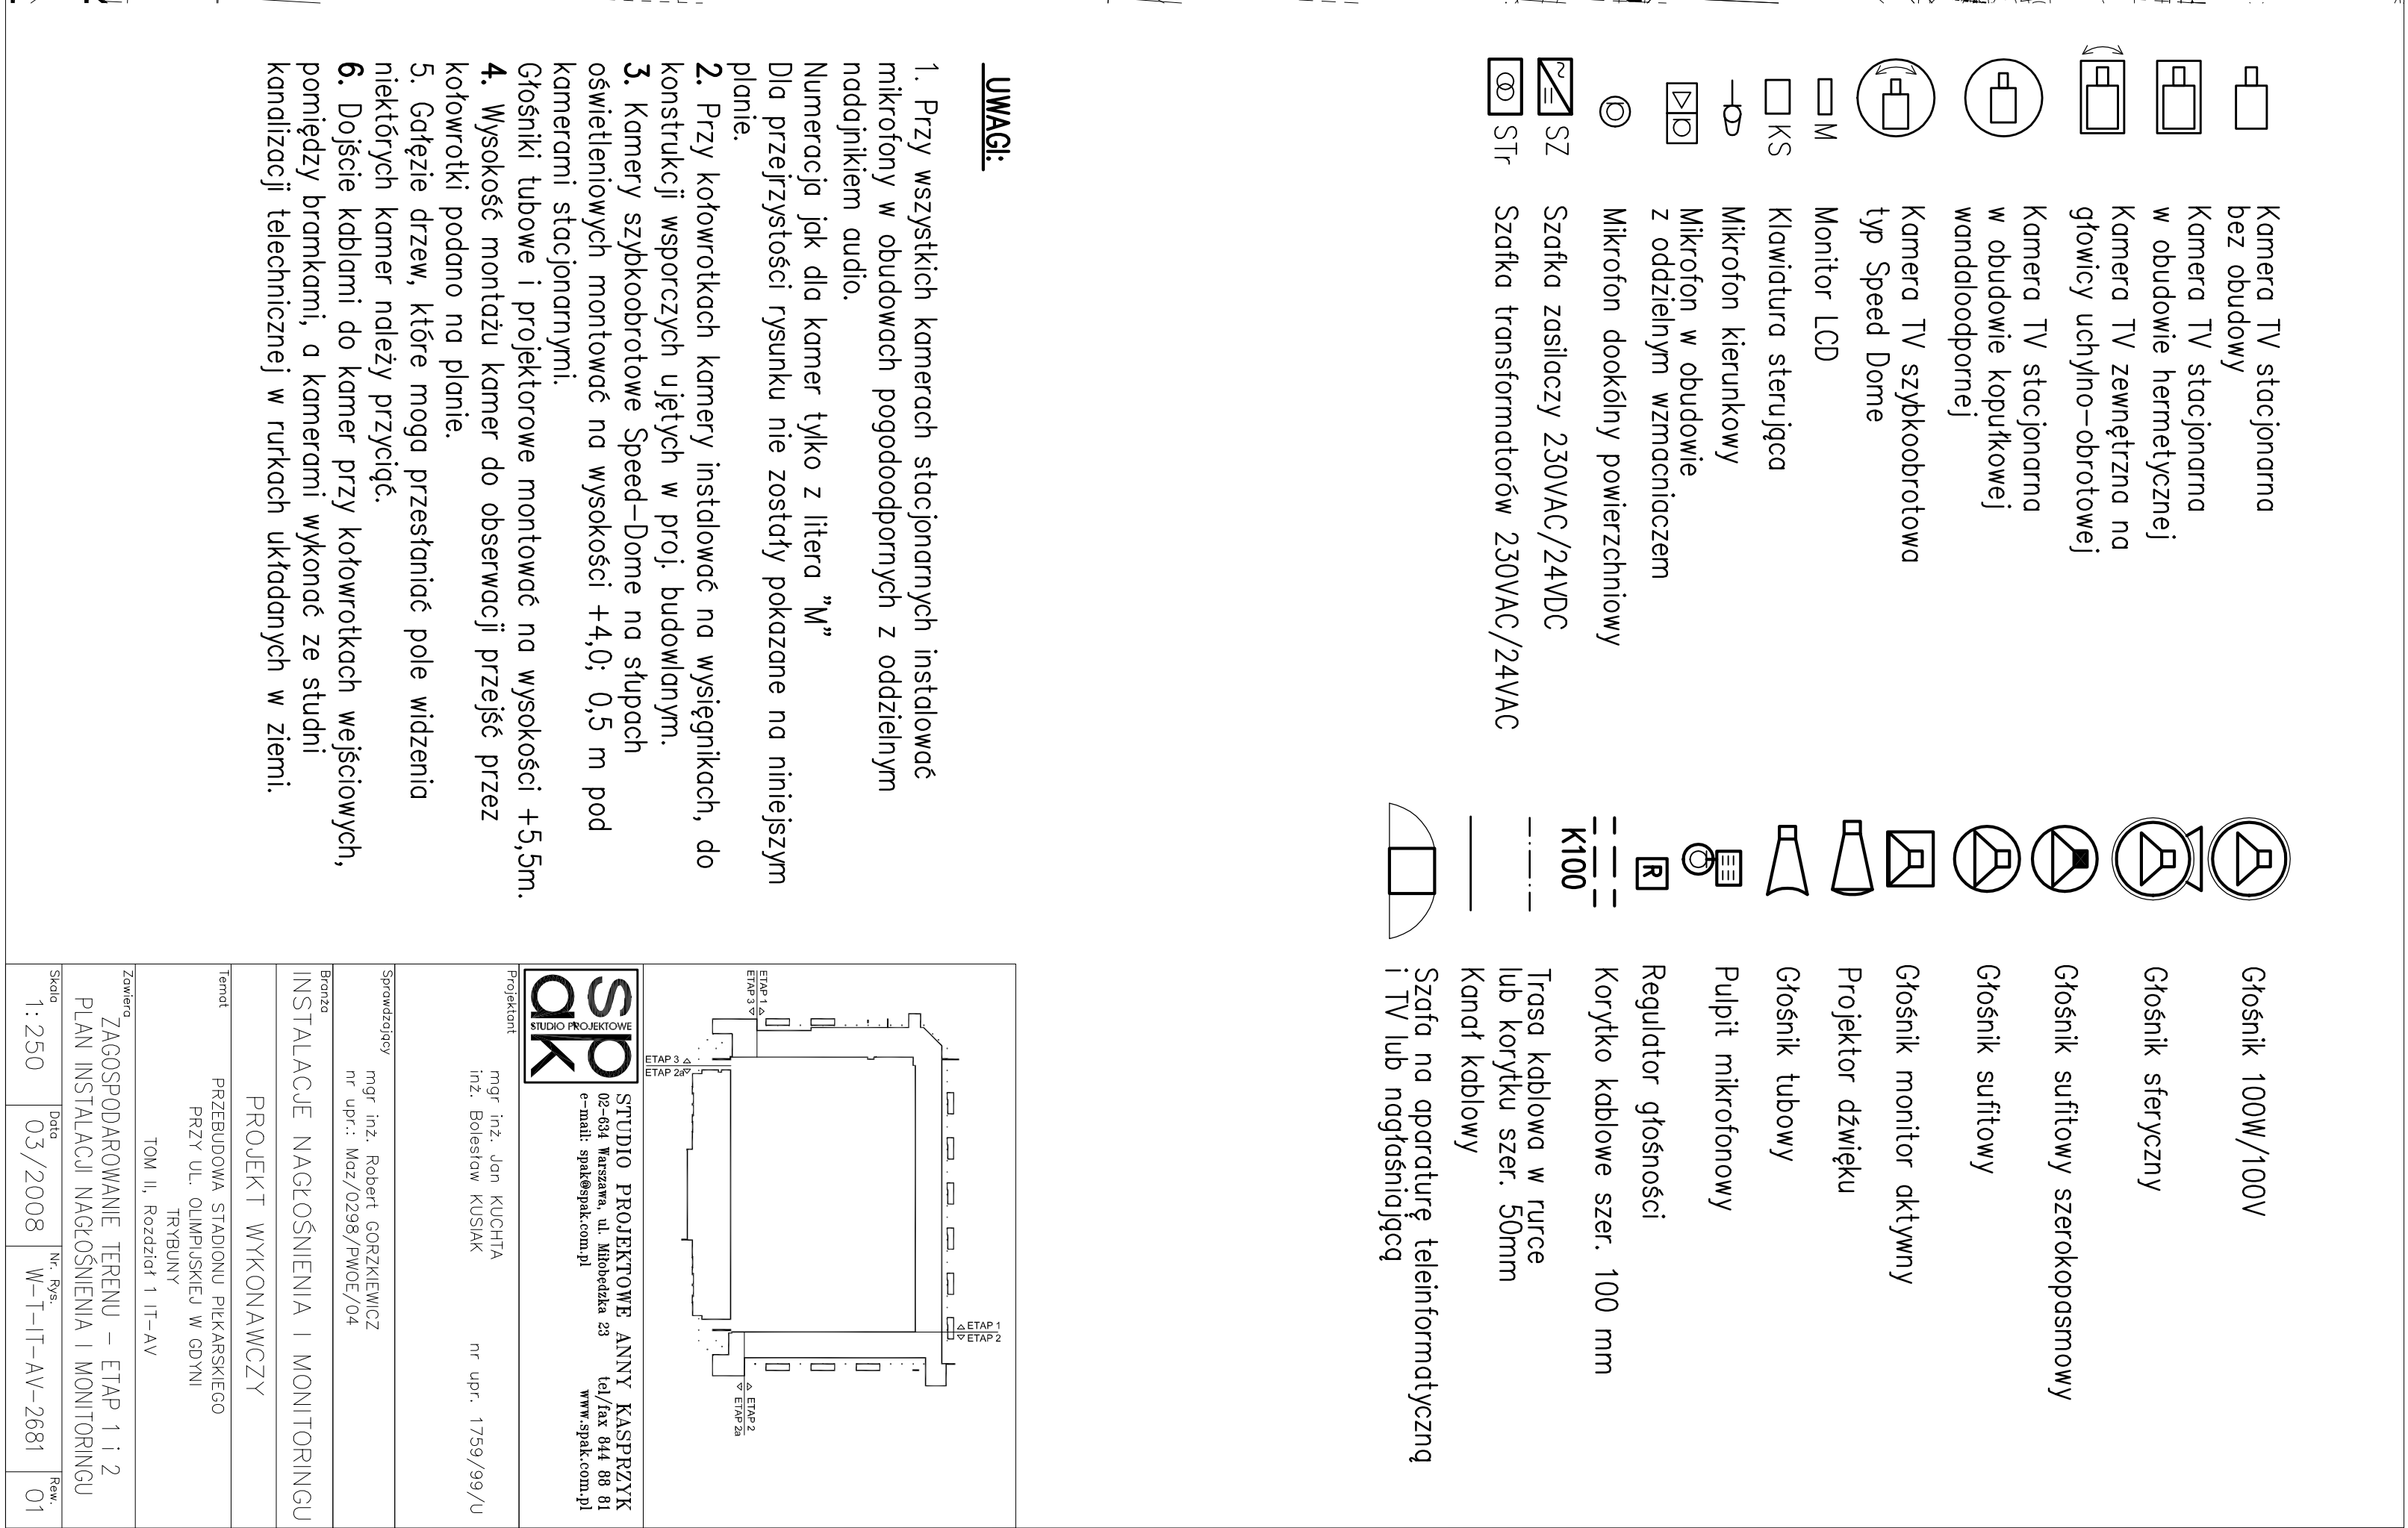 Kamera TV stacjonarna
bez obudowy
Kamera TV stacjonarna
w obudowie hermetycznej
Kamera TV zewnętrzna na
głowicy uchylno-obrotowej
Kamera TV stacjonarna
w obudowie kopułkowej
wandaloodpornej
Kamera TV szybkoobrotowa
typ Speed Dome
M
Monitor LCD
KS
Klawiatura sterująca
Mikrofon kierunkowy
Mikrofon w obudowie
z oddzielnym wzmacniaczem
Mikrofon dookólny powierzchniowy
SZ
Szafka zasilaczy 230VAC/24VDC
STr
Szafka transformatorów 230VAC/24VAC
Głośnik 100W/100V
Głośnik sferyczny
Głośnik sufitowy szerokopasmowy
Głośnik sufitowy
Głośnik monitor aktywny
Projektor dźwięku
Głośnik tubowy
Pulpit mikrofonowy
R
Regulator głośności
K100
Korytko kablowe szer. 100 mm
Trasa kablowa w rurce
lub korytku szer. 50mm
Kanał kablowy
Szafa na aparaturę teleinformatyczną
i TV lub nagłaśniającą
UWAGI:
1. Przy wszystkich kamerach stacjonarnych instalować
mikrofony w obudowach pogodoodpornych z oddzielnym
nadajnikiem audio.
Numeracja jak dla kamer tylko z litera "M"
Dla przejrzystości rysunku nie zostały pokazane na niniejszym
planie.
2. Przy kołowrotkach kamery instalować na wysięgnikach, do
konstrukcji wsporczych ujętych w proj. budowlanym.
3. Kamery szybkoobrotowe Speed-Dome na słupach
oświetleniowych montować na wysokości +4,0; 0,5 m pod
kamerami stacjonarnymi.
Głośniki tubowe i projektorowe montować na wysokości +5,5m.
4. Wysokość montażu kamer do obserwacji przejść przez
kołowrotki podano na planie.
5. Gałęzie drzew, które moga przesłaniać pole widzenia
niektórych kamer należy przyciąć.
6. Dojście kablami do kamer przy kołowrotkach wejściowych,
pomiędzy bramkami, a kamerami wykonać ze studni
kanalizacji telechnicznej w rurkach układanych w ziemi.
ETAP 1
ETAP 3
ETAP 3
ETAP 2a
ETAP 1
ETAP 2
ETAP 2
ETAP 2a
spak
STUDIO PROJEKTOWE
STUDIO PROJEKTOWE ANNY KASPRZYK
02-634 Warszawa, ul. Miłobędzka 23 tel/fax 844 88 81
e-mail: spak@spak.com.pl www.spak.com.pl
Projektant
mgr inż. Jan KUCHTA
inż. Bolesław KUSIAK nr upr. 1759/99/U
Sprawdzający
mgr inż. Robert GORZKIEWICZ
nr upr.: Maz/0298/PWOE/04
Branża
INSTALACJE NAGŁOŚNIENIA I MONITORINGU
PROJEKT WYKONAWCZY
Temat
PRZEBUDOWA STADIONU PIŁKARSKIEGO
PRZY UL. OLIMPIJSKIEJ W GDYNI
TRYBUNY
TOM II, Rozdział 1 IT-AV
Zawiera
ZAGOSPODAROWANIE TERENU - ETAP 1 i 2
PLAN INSTALACJI NAGŁOŚNIENIA I MONITORINGU
Skala
1:250
Data
03/2008
Nr. Rys.
W-T-IT-AV-2681
Rew.
01